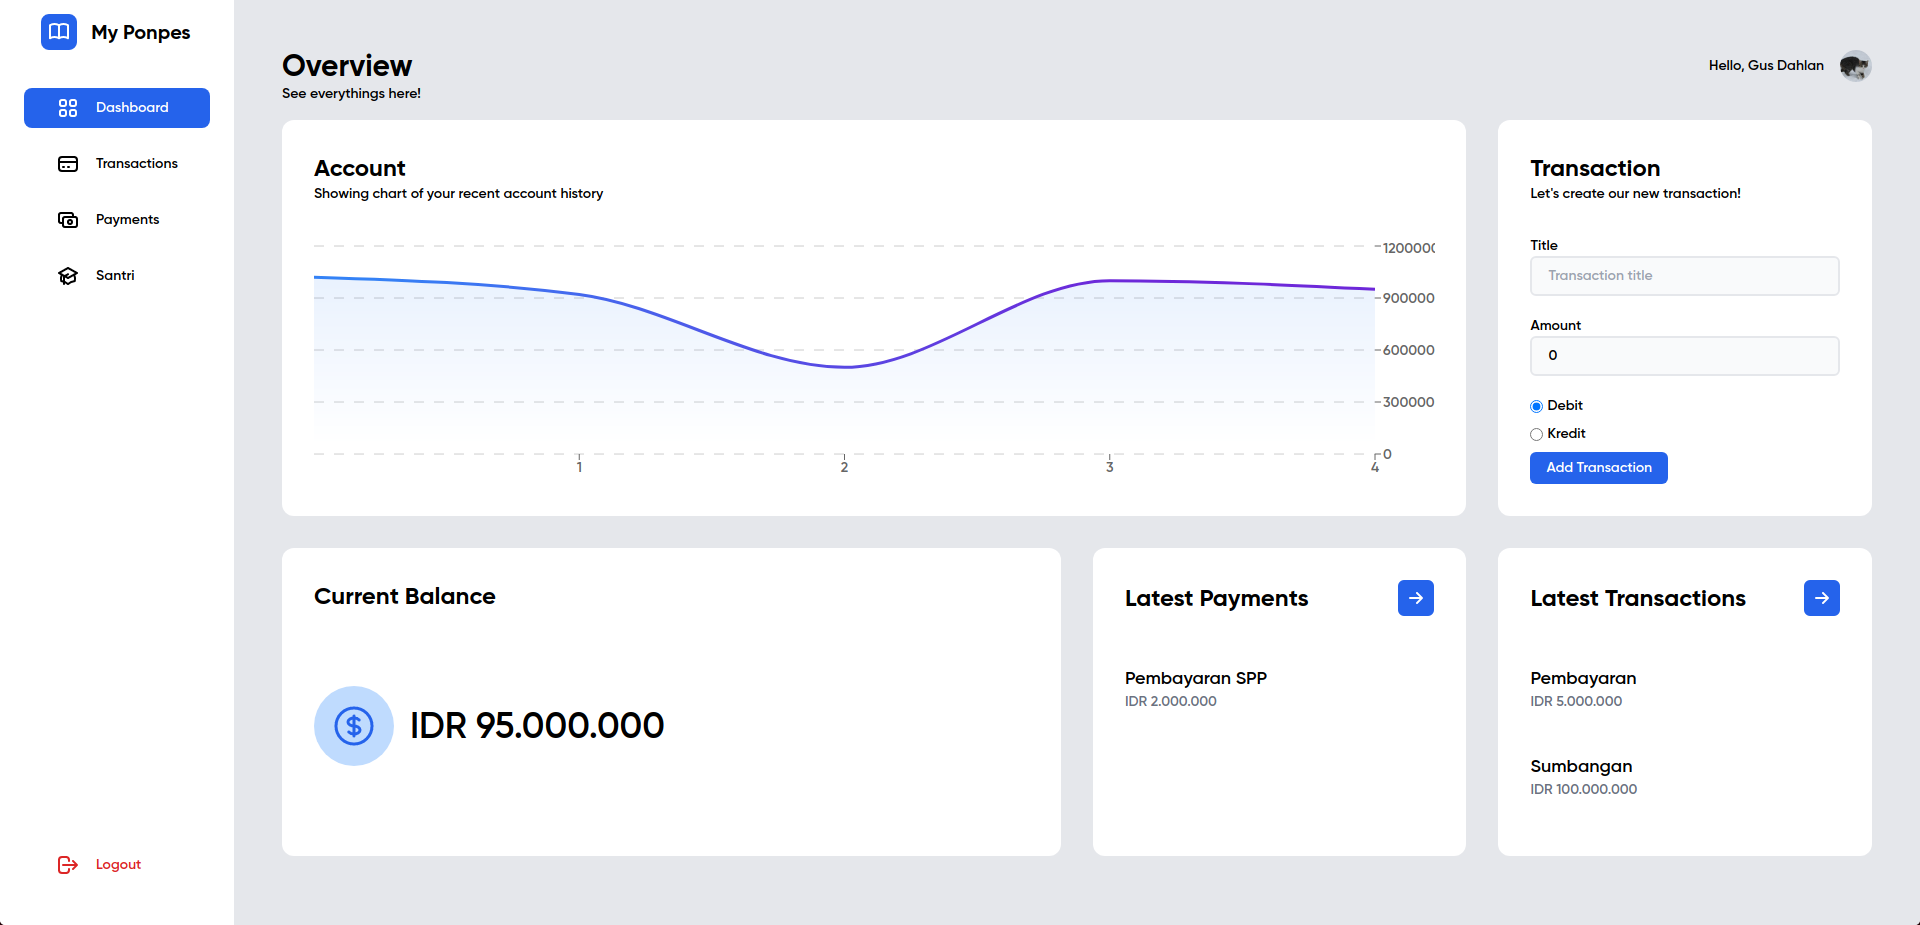 My Ponpes
Dashboard
Transactions
Payments
Santri
Logout
Overview
See everythings here!
Hello, Gus Dahlan
Account
Showing chart of your recent account history
1200000
900000
600000
300000
0
1
2
3
4
Transaction
Let's create our new transaction!
Title
Transaction title
Amount
0
Debit
Kredit
Add Transaction
Current Balance
IDR 95.000.000
Latest Payments
Pembayaran SPP
IDR 2.000.000
Latest Transactions
Pembayaran
IDR 5.000.000
Sumbangan
IDR 100.000.000